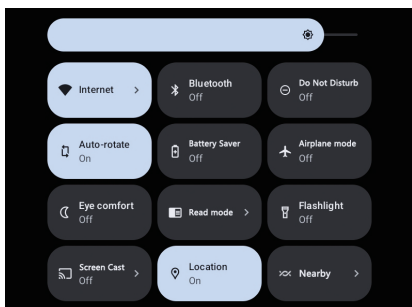 Internet
Bluetooth
Off
Do Not Disturb
Off
Auto-rotate
On
Battery Saver
Off
Airplane mode
Off
Eye comfort
Off
Read mode
Flashlight
Off
Screen Cast
Off
Location
On
Nearby